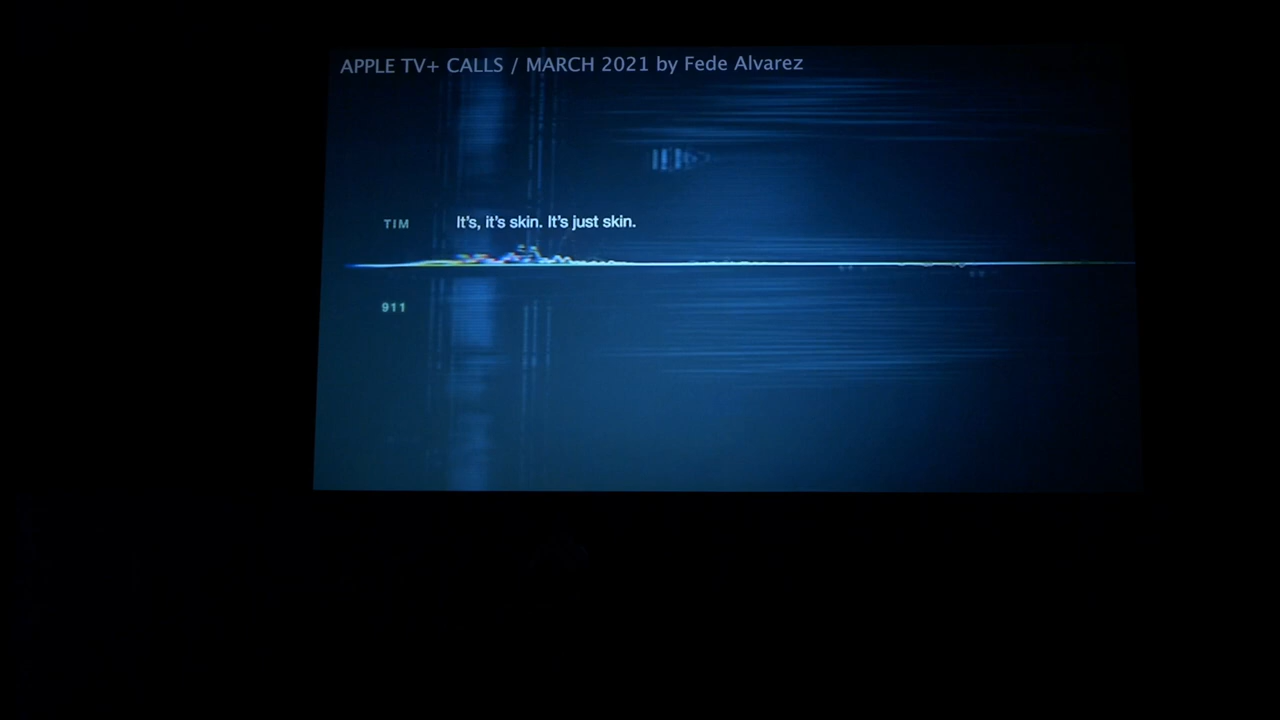 APPLE TV+ CALLS / MARCH 2021 by Fede Alvarez
TIM It's, it's skin. It's just skin.
911